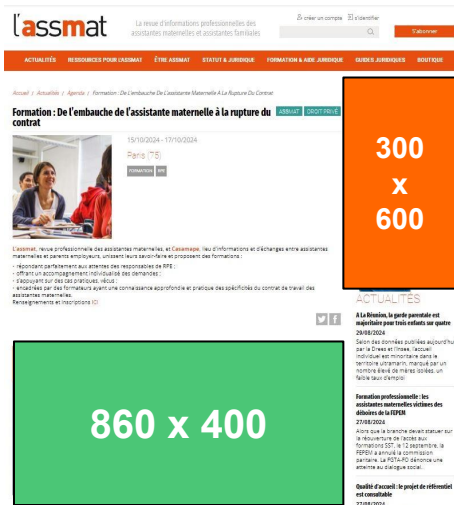 l'assmat
La revue d'informations professionnelles des
assistantes maternelles et assistantes familiales
créer un compte
s'identifier
S'abonner
ACTUALITÉS RESSOURCES POUR L'ASSMAT ÊTRE ASSMAT STATUT & JURIDIQUE FORMATION & AIDE JURIDIQUE GUIDES JURIDIQUES BOUTIQUE
Accueil / Actualités / Agenda / Formation : De L'embauche De L'assistante Maternelle À La Rupture Du Contrat
Formation : De l'embauche de l'assistante maternelle à la rupture du
contrat
ASSMAT DROIT PRIVÉ
15/10/2024 - 17/10/2024
Paris (75)
FORMATION RPE
L'assmat, revue professionnelle des assistantes maternelles, et Casamape, lieu d'informations et d'échanges entre assistantes
maternelles et parents employeurs, unissent leurs savoir-faire et proposent des formations :
- répondant parfaitement aux attentes des responsables de RPE ;
- offrant un accompagnement individualisé des demandes ;
- s'appuyant sur des cas pratiques, vécus ;
- encadrées par des formateurs ayant une connaissance approfondie et pratique des spécificités du contrat de travail des
assistantes maternelles.
Renseignements et inscriptions ICI
300
x
600
860 x 400
ACTUALITÉS
A La Réunion, la garde parentale est
majoritaire pour trois enfants sur quatre
29/08/2024
Selon des données publiées aujourd'hui
par la Drees et l'Insee, l'accueil
individuel est minoritaire dans le
territoire ultramarin, marqué par un
nombre élevé de mères isolées, un
faible taux d'emploi
Formation professionnelle : les
assistantes maternelles victimes des
déboires de la FEPEM
27/08/2024
Alors que la branche devait statuer sur
la réouverture de l'accès aux
formations SST, le 12 septembre, la
FEPEM a annulé la commission
paritaire. La FGTA-FO dénonce une
atteinte au dialogue social.
Qualité d'accueil : le projet de référentiel
est consultable
27/08/2024